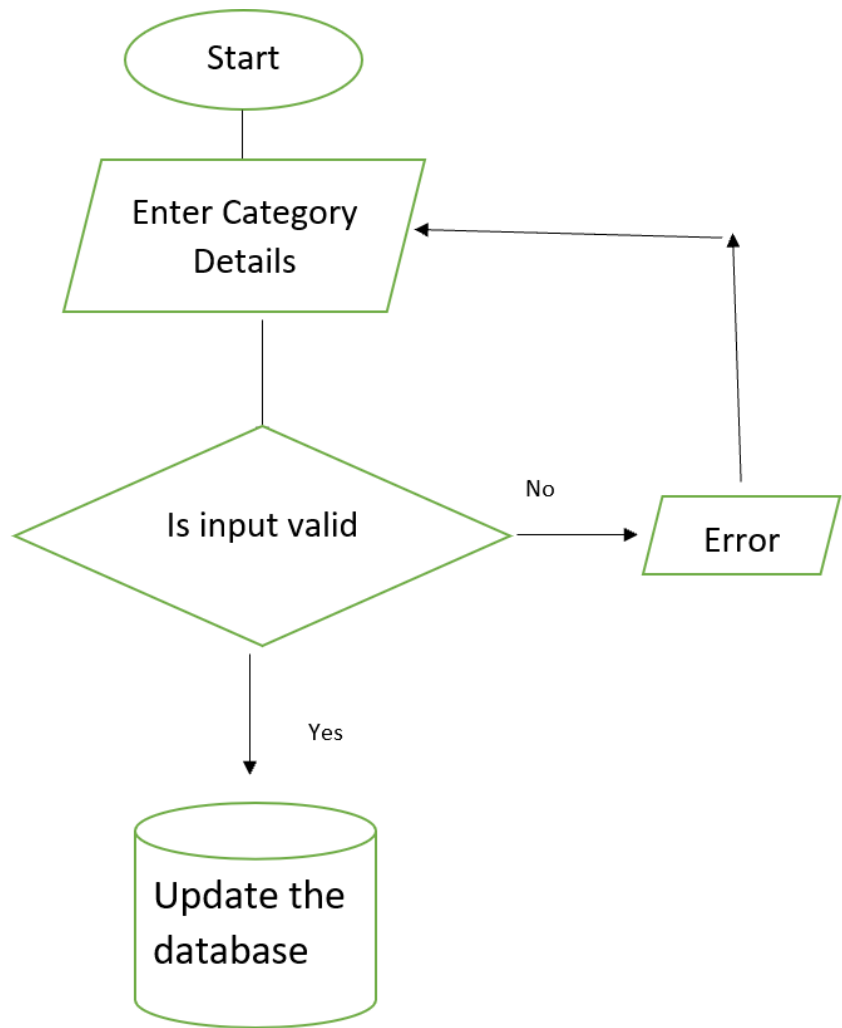 Start
Enter Category
Details
Is input valid
No
Error
Yes
Update the
database